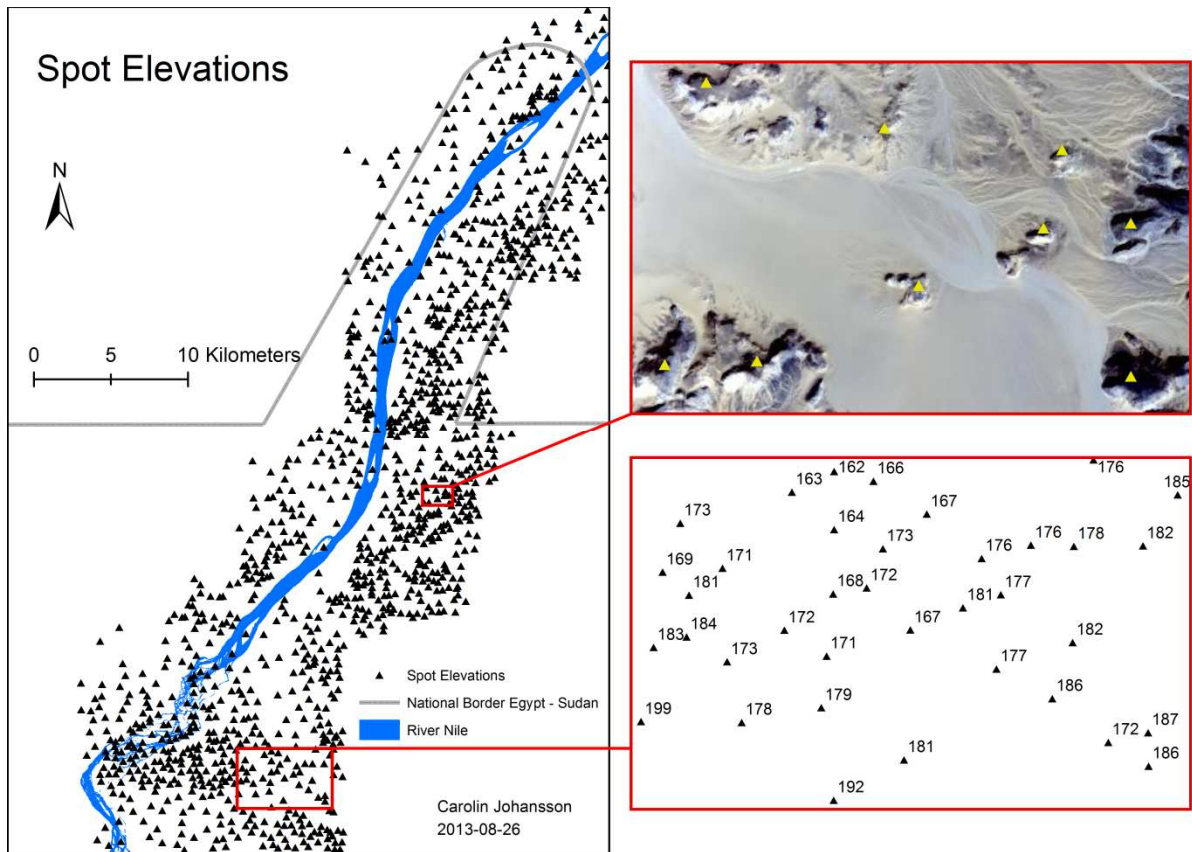 Spot Elevations
N
0 5 10 Kilometers
Spot Elevations
National Border Egypt - Sudan
River Nile
Carolin Johansson
2013-08-26
162 166 176
163 185
173 167
164
173 176 176 178 182
169 171
181 168 172 181 177
183 184 172 167
173 171 182
177
199 178 179 186
172 187
181 186
192